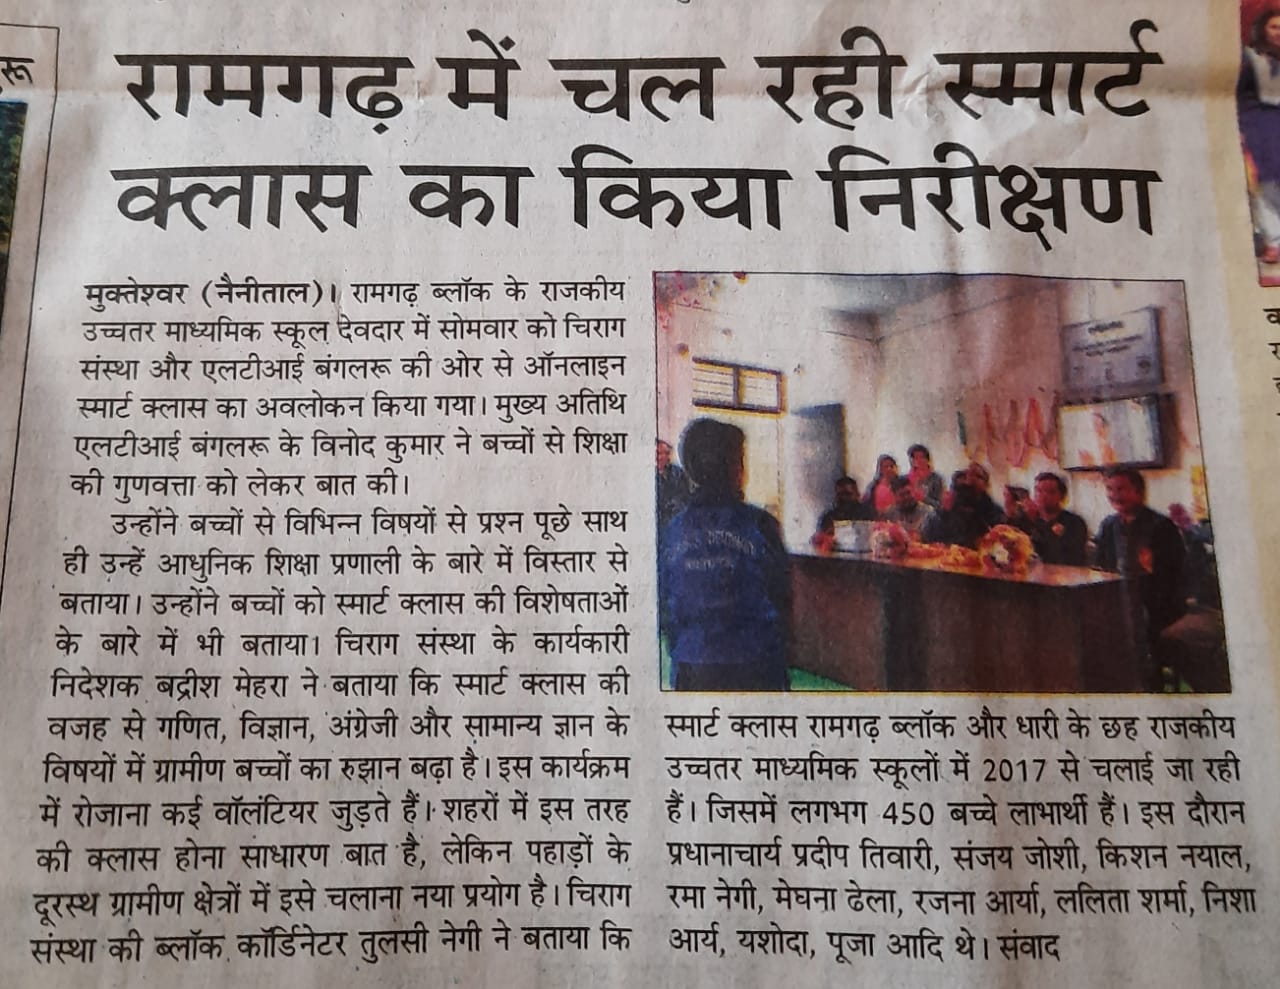 रामगढ़ में चल रही स्मार्ट
क्लास का किया निरीक्षण
मुक्तेश्वर (नैनीताल)। रामगढ़ ब्लॉक के राजकीय
उच्चतर माध्यमिक स्कूल देवदार में सोमवार को चिराग
संस्था और एलटीआई बंगलरू की ओर से ऑनलाइन
स्मार्ट क्लास का अवलोकन किया गया। मुख्य अतिथि
एलटीआई बंगलरू के विनोद कुमार ने बच्चों से शिक्षा
की गुणवत्ता को लेकर बात की।
उन्होंने बच्चों से विभिन्न विषयों से प्रश्न पूछे साथ
ही उन्हें आधुनिक शिक्षा प्रणाली के बारे में विस्तार से
बताया। उन्होंने बच्चों को स्मार्ट क्लास की विशेषताओं
के बारे में भी बताया। चिराग संस्था के कार्यकारी
निदेशक बद्रीश मेहरा ने बताया कि स्मार्ट क्लास की
वजह से गणित, विज्ञान, अंग्रेजी और सामान्य ज्ञान के
विषयों में ग्रामीण बच्चों का रुझान बढ़ा है। इस कार्यक्रम
में रोजाना कई वॉलंटियर जुड़ते हैं। शहरों में इस तरह
की क्लास होना साधारण बात है, लेकिन पहाड़ों के
दूरस्थ ग्रामीण क्षेत्रों में इसे चलाना नया प्रयोग है। चिराग
संस्था की ब्लॉक कॉर्डिनेटर तुलसी नेगी ने बताया कि
स्मार्ट क्लास रामगढ़ ब्लॉक और धारी के छह राजकीय
उच्चतर माध्यमिक स्कूलों में 2017 से चलाई जा रही
हैं। जिसमें लगभग 450 बच्चे लाभार्थी हैं। इस दौरान
प्रधानाचार्य प्रदीप तिवारी, संजय जोशी, किशन नयाल,
रमा नेगी, मेघना ढेला, रजना आर्या, ललिता शर्मा, निशा
आर्य, यशोदा, पूजा आदि थे। संवाद